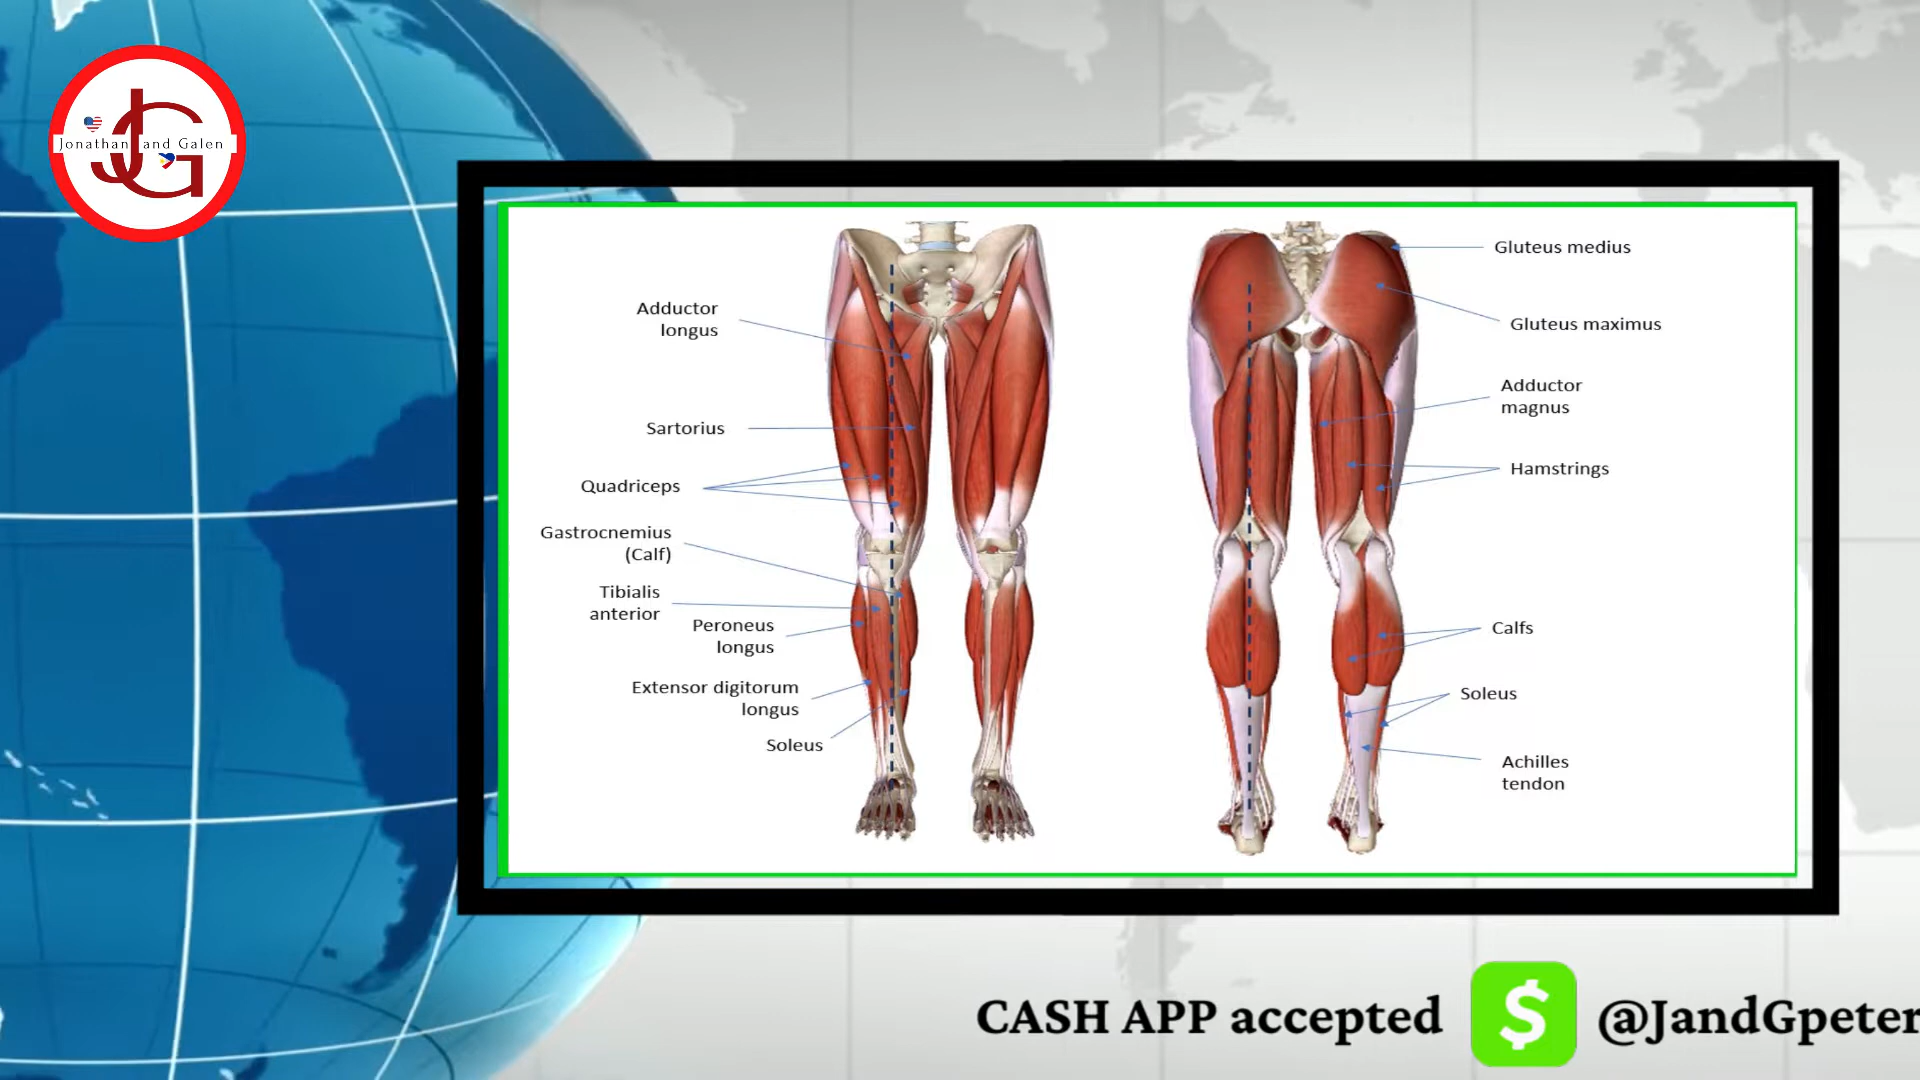 JG
Jonathan and Galen
Adductor
longus
Sartorius
Quadriceps
Gastrocnemius
(Calf)
Tibialis
anterior
Peroneus
longus
Extensor digitorum
longus
Soleus
Gluteus medius
Gluteus maximus
Adductor
magnus
Hamstrings
Calfs
Soleus
Achilles
tendon
CASH APP accepted $ @JandGpeter